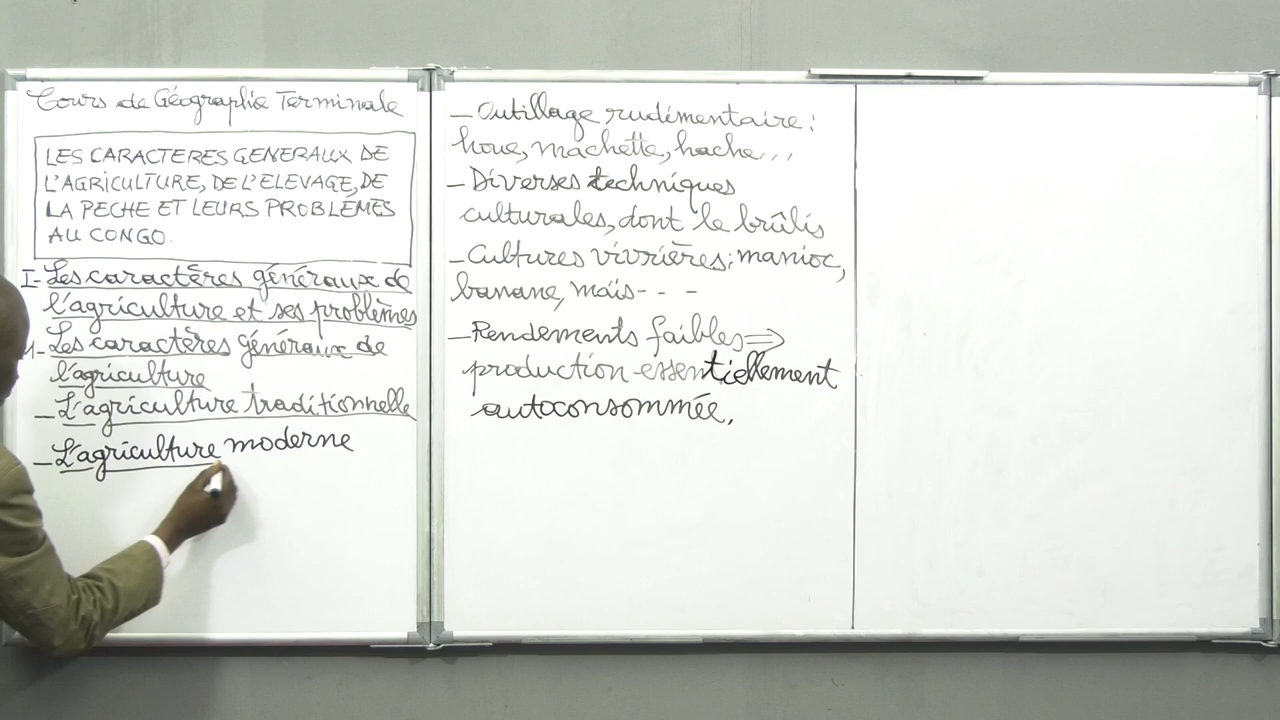 Cours de Géographie Terminale
LES CARACTERES GENERAUX DE
L'AGRICULTURE, DE L'ELEVAGE, DE
LA PECHE ET LEURS PROBLÉMES
AU CONGO.
I- Les caractères généraux de
l'agriculture et ses problèmes
1- Les caractères généraux de
l'agriculture
- L'agriculture traditionnelle
- L'agriculture moderne
- Outillage rudimentaire :
houe, machette, hache,,,
- Diverses techniques
culturales, dont le brûlis
- Cultures vivrières: manioc,
banane, maïs- - -
- Rendements faibles ⇒
production essentiellement
autoconsommée.